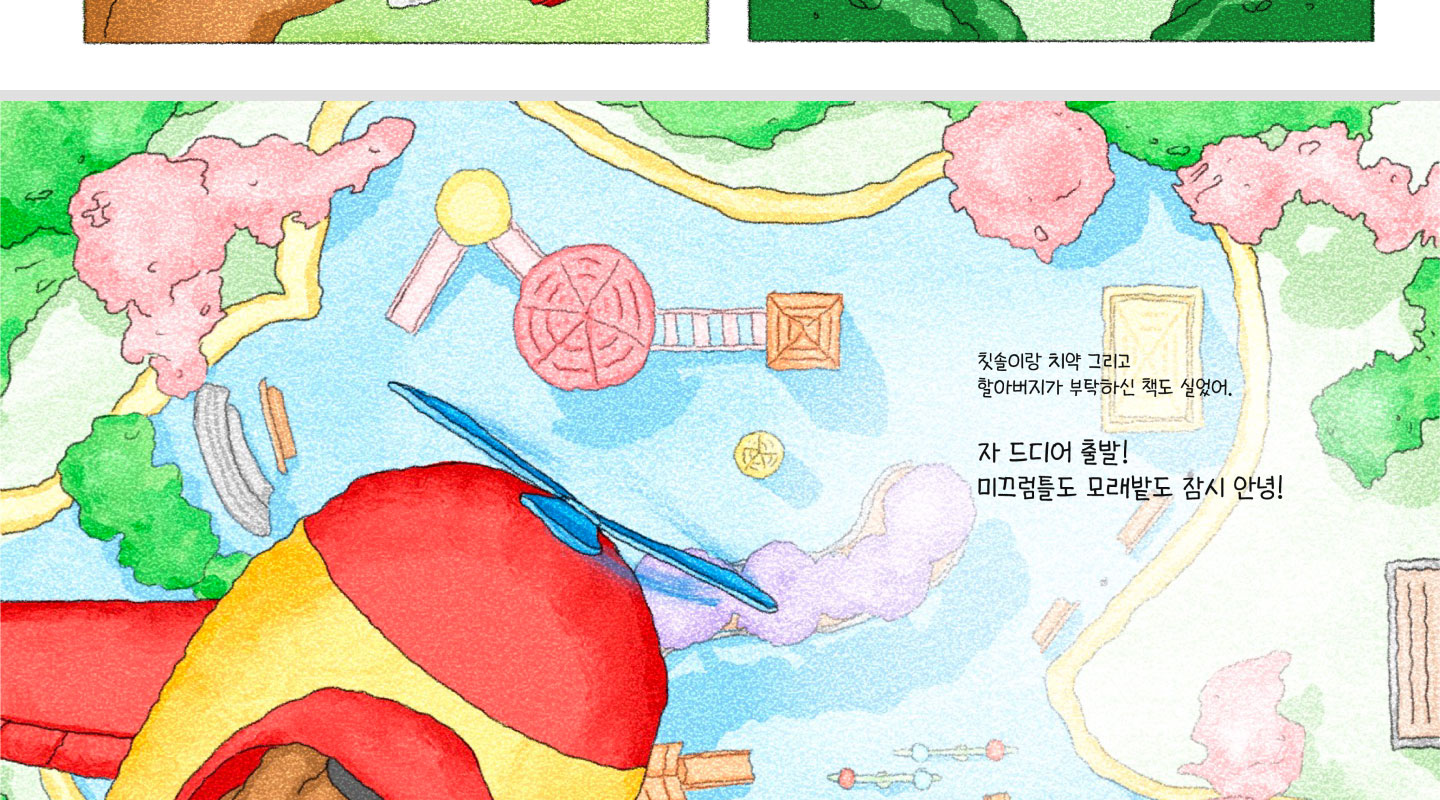 칫솔이랑 치약 그리고
할아버지가 부탁하신 책도 실었어.
자 드디어 출발!
미끄럼틀도 모래밭도 잠시 안녕!